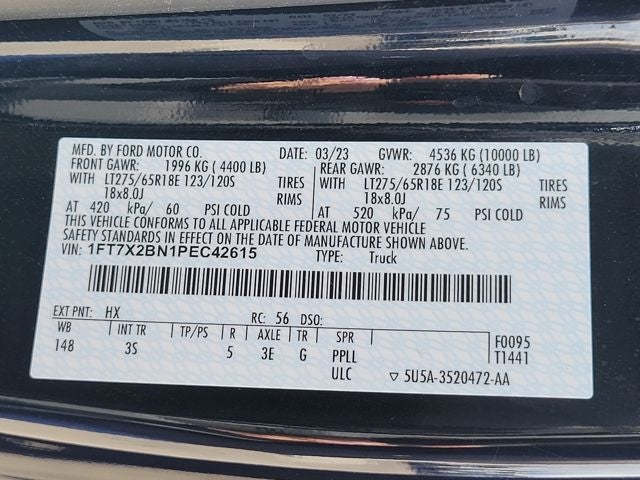 MFD. BY FORD MOTOR CO. DATE: 03/23 GVWR: 4536 KG (10000 LB)
FRONT GAWR: 1996 KG (4400 LB) REAR GAWR: 2876 KG (6340 LB)
WITH LT275/65R18E 123/120S TIRES WITH LT275/65R18E 123/120S TIRES
18x8.0J RIMS 18x8.0J RIMS
AT 420 kPa/ 60 PSI COLD AT 520 kPa/ 75 PSI COLD
THIS VEHICLE CONFORMS TO ALL APPLICABLE FEDERAL MOTOR VEHICLE
SAFETY STANDARDS IN EFFECT ON THE DATE OF MANUFACTURE SHOWN ABOVE.
VIN: 1FT7X2BN1PEC42615 TYPE: Truck
EXT PNT: HX RC: 56 DSO:
WB INT TR TP/PS R AXLE TR SPR F0095
148 3S 5 3E G PPLL T1441
ULC ▽ 5U5A-3520472-AA